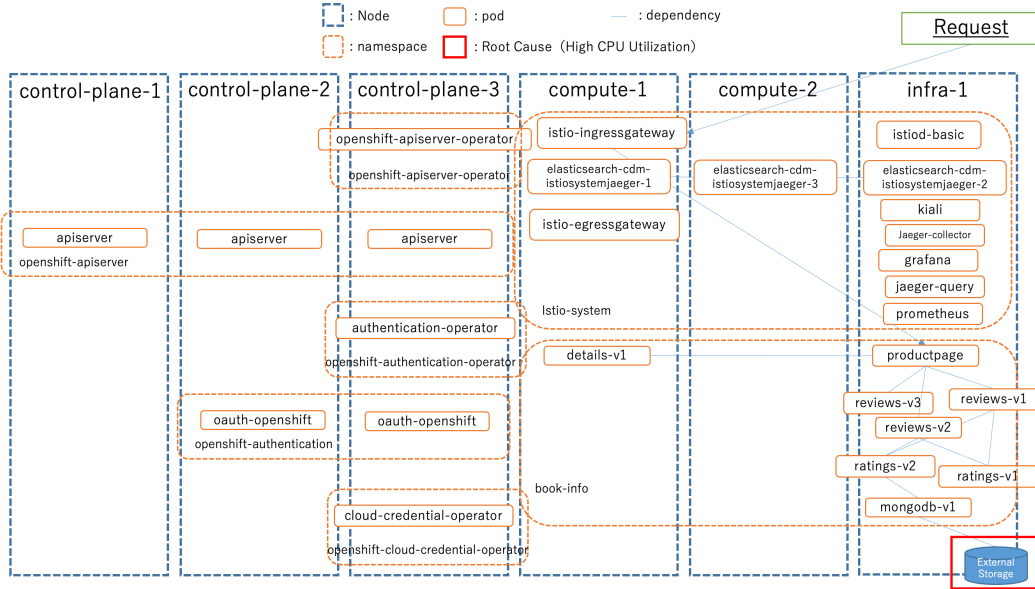 : Node
: pod
: dependency
: namespace
: Root Cause（High CPU Utilization）
Request
control-plane-1
control-plane-2
control-plane-3
compute-1
compute-2
infra-1
openshift-apiserver-operator
openshift-apiserver-operator
istio-ingressgateway
istiod-basic
elasticsearch-cdm-
istiosystemjaeger-1
elasticsearch-cdm-
istiosystemjaeger-3
elasticsearch-cdm-
istiosystemjaeger-2
istio-egressgateway
kiali
Jaeger-collector
grafana
jaeger-query
prometheus
Istio-system
apiserver
apiserver
apiserver
openshift-apiserver
authentication-operator
openshift-authentication-operator
details-v1
productpage
reviews-v3
reviews-v1
reviews-v2
ratings-v2
ratings-v1
mongodb-v1
book-info
oauth-openshift
oauth-openshift
openshift-authentication
cloud-credential-operator
openshift-cloud-credential-operator
External
Storage